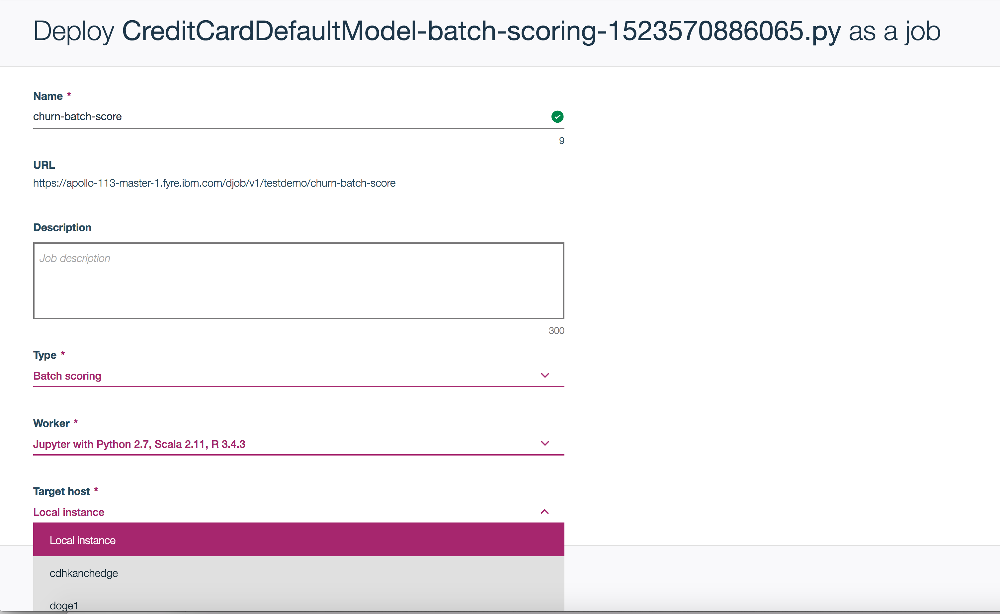 Deploy CreditCardDefaultModel-batch-scoring-1523570886065.py as a job
Name *
churn-batch-score
9
URL
https://apollo-113-master-1.fyre.ibm.com/djob/v1/testdemo/churn-batch-score
Description
Job description
300
Type *
Batch scoring
Worker *
Jupyter with Python 2.7, Scala 2.11, R 3.4.3
Target host *
Local instance
Local instance
cdhkanchedge
doge1